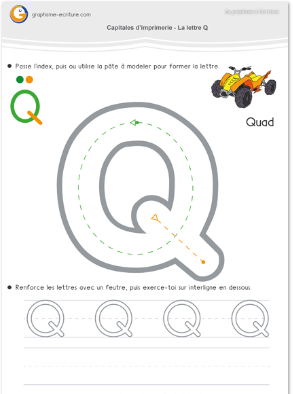 graphisme-ecriture.com
Capitales d'Imprimerie - La lettre Q
Passe l'index, puis ou utilise la pâte à modeler pour former la lettre.
Q
Quad
Q
Renforce les lettres avec un feutre, puis exerce-toi sur interligne en dessous.
Q Q Q Q